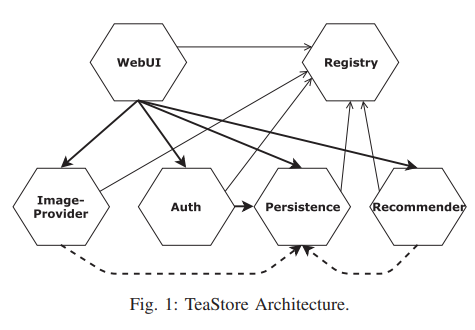 WebUI
Registry
Image-
Provider
Auth
Persistence
Recommender
Fig. 1: TeaStore Architecture.